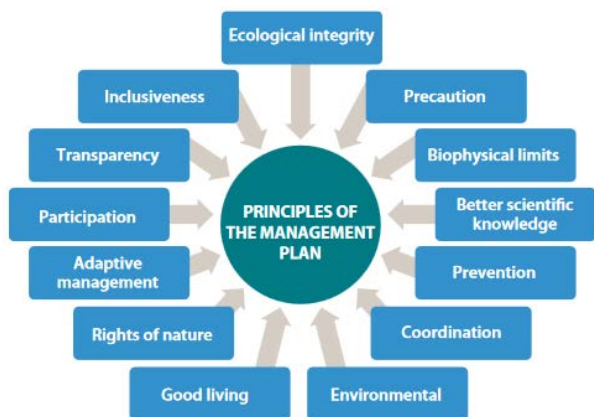 Ecological integrity
Inclusiveness
Precaution
Transparency
Biophysical limits
Participation
PRINCIPLES OF
THE MANAGEMENT
PLAN
Better scientific
knowledge
Adaptive
management
Prevention
Rights of nature
Coordination
Good living
Environmental